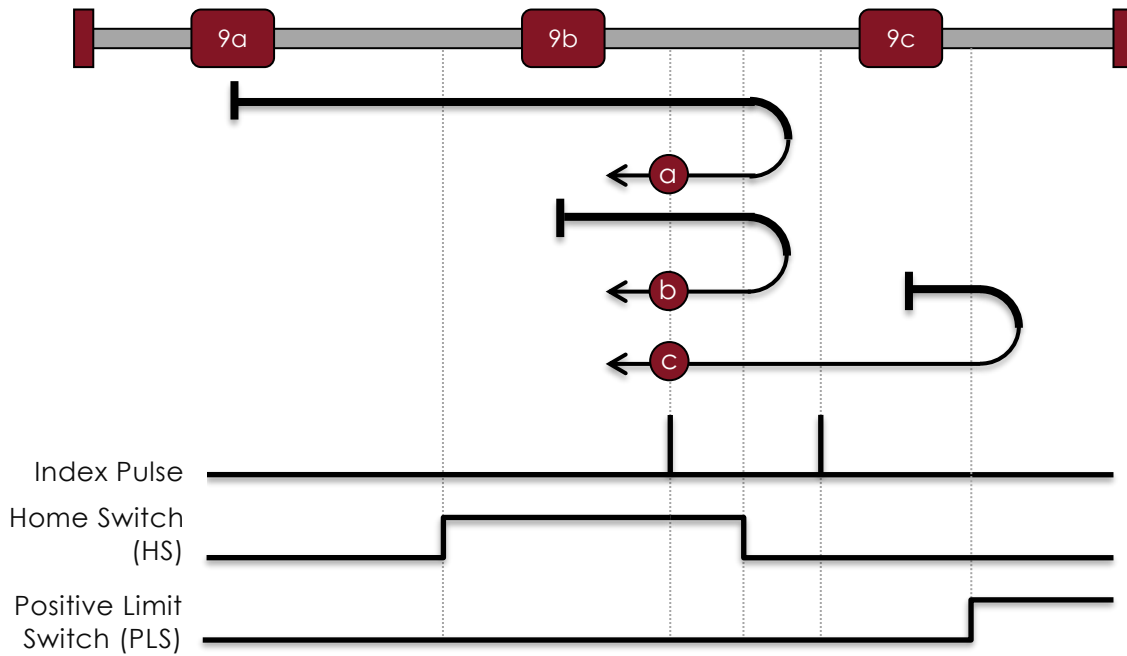 9a 9b 9c
a
b
c
Index Pulse
Home Switch
(HS)
Positive Limit
Switch (PLS)